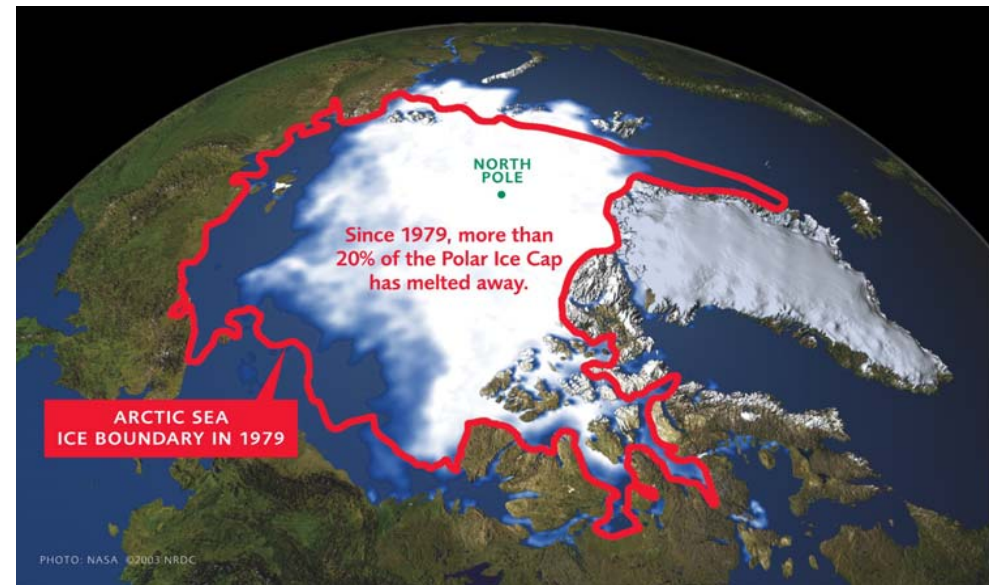 NORTH
POLE
Since 1979, more than
20% of the Polar Ice Cap
has melted away.
ARCTIC SEA
ICE BOUNDARY IN 1979
PHOTO: NASA ©2003 NRDC